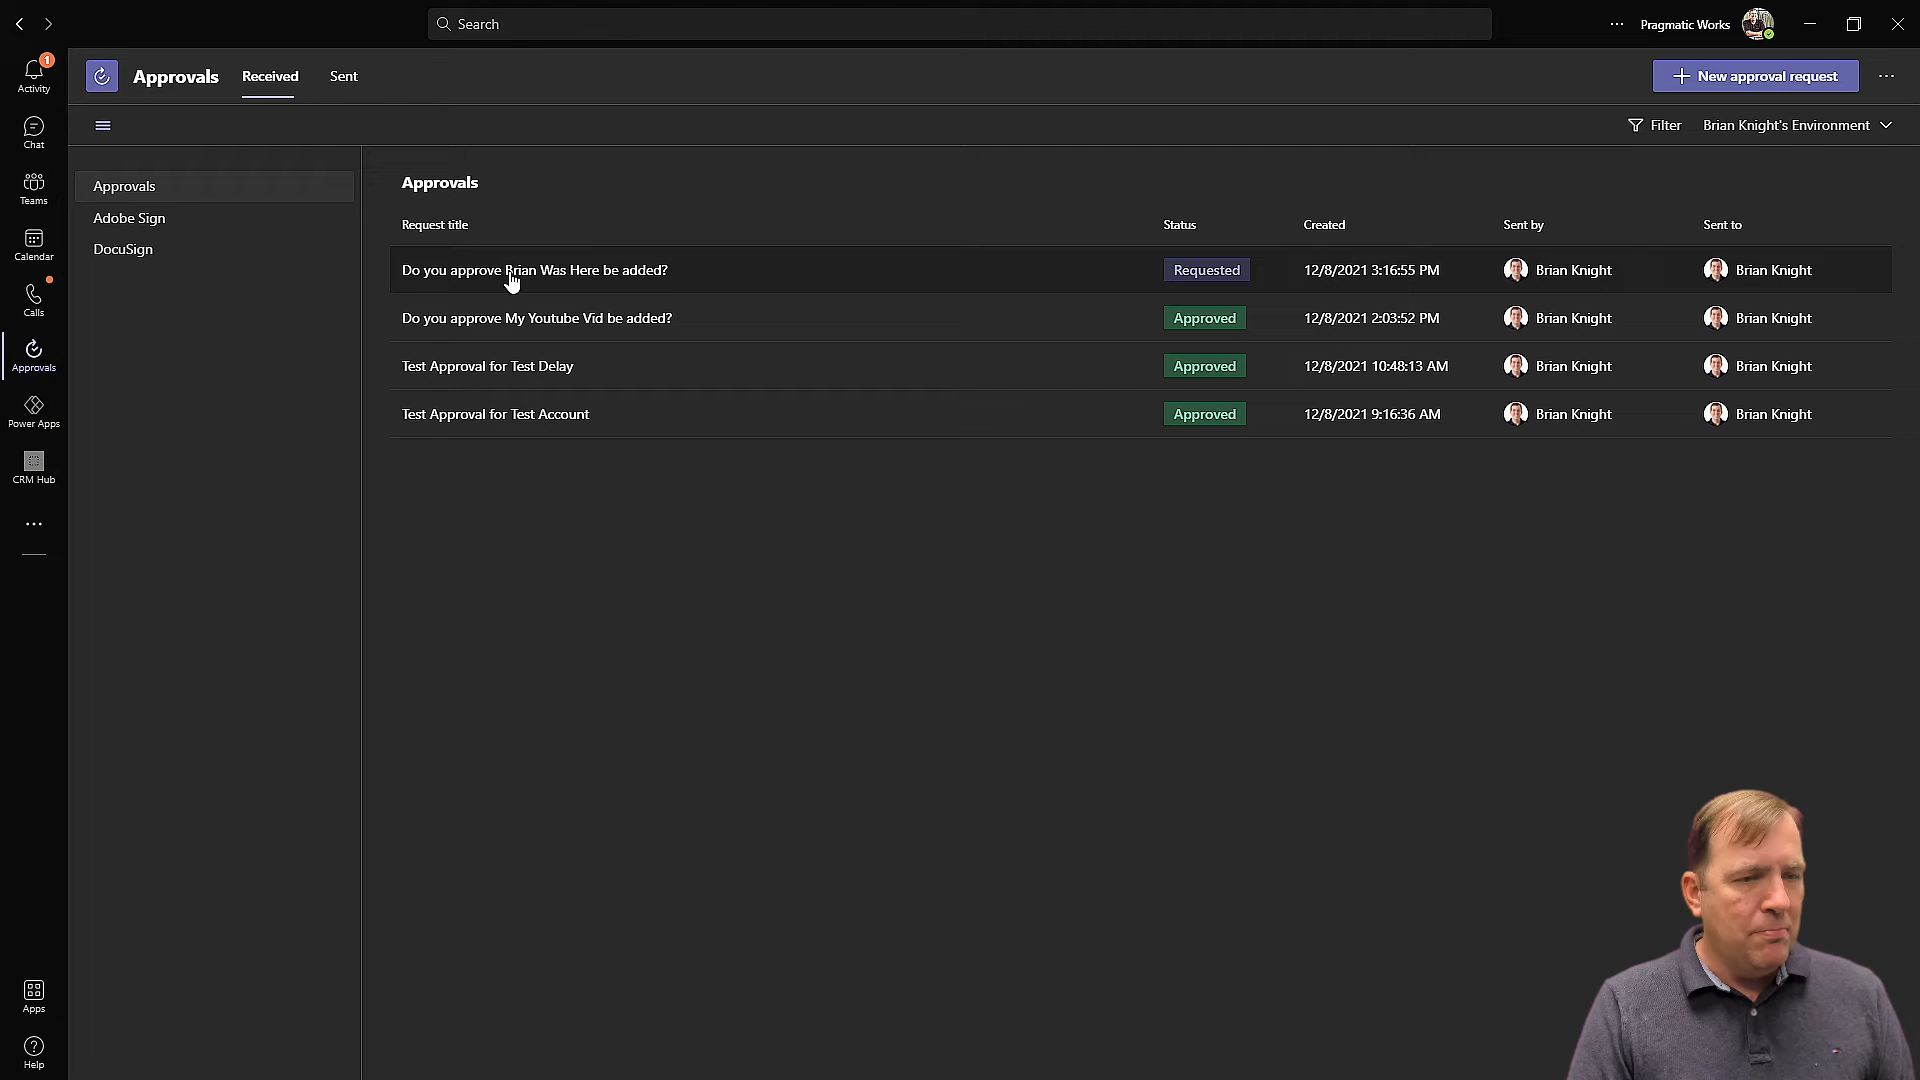 Search
Pragmatic Works
1
Activity
Chat
Teams
Calendar
Calls
Approvals
Power Apps
CRM Hub
Apps
Help
Approvals
Received
Sent
New approval request
Filter
Brian Knight's Environment
Approvals
Adobe Sign
DocuSign
Approvals
Request title Status Created Sent by Sent to
Do you approve Brian Was Here be added? Requested 12/8/2021 3:16:55 PM Brian Knight Brian Knight
Do you approve My Youtube Vid be added? Approved 12/8/2021 2:03:52 PM Brian Knight Brian Knight
Test Approval for Test Delay Approved 12/8/2021 10:48:13 AM Brian Knight Brian Knight
Test Approval for Test Account Approved 12/8/2021 9:16:36 AM Brian Knight Brian Knight